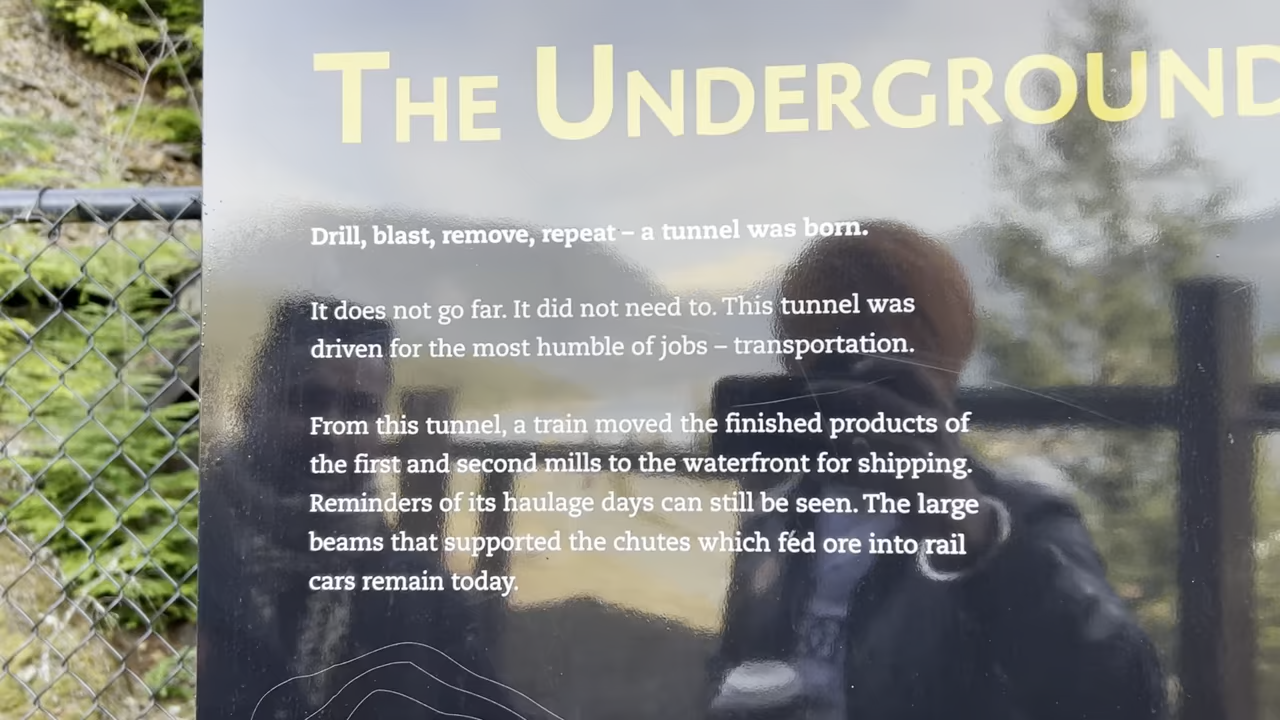 THE UNDERGROUND
Drill, blast, remove, repeat – a tunnel was born.
It does not go far. It did not need to. This tunnel was
driven for the most humble of jobs – transportation.
From this tunnel, a train moved the finished products of
the first and second mills to the waterfront for shipping.
Reminders of its haulage days can still be seen. The large
beams that supported the chutes which fed ore into rail
cars remain today.